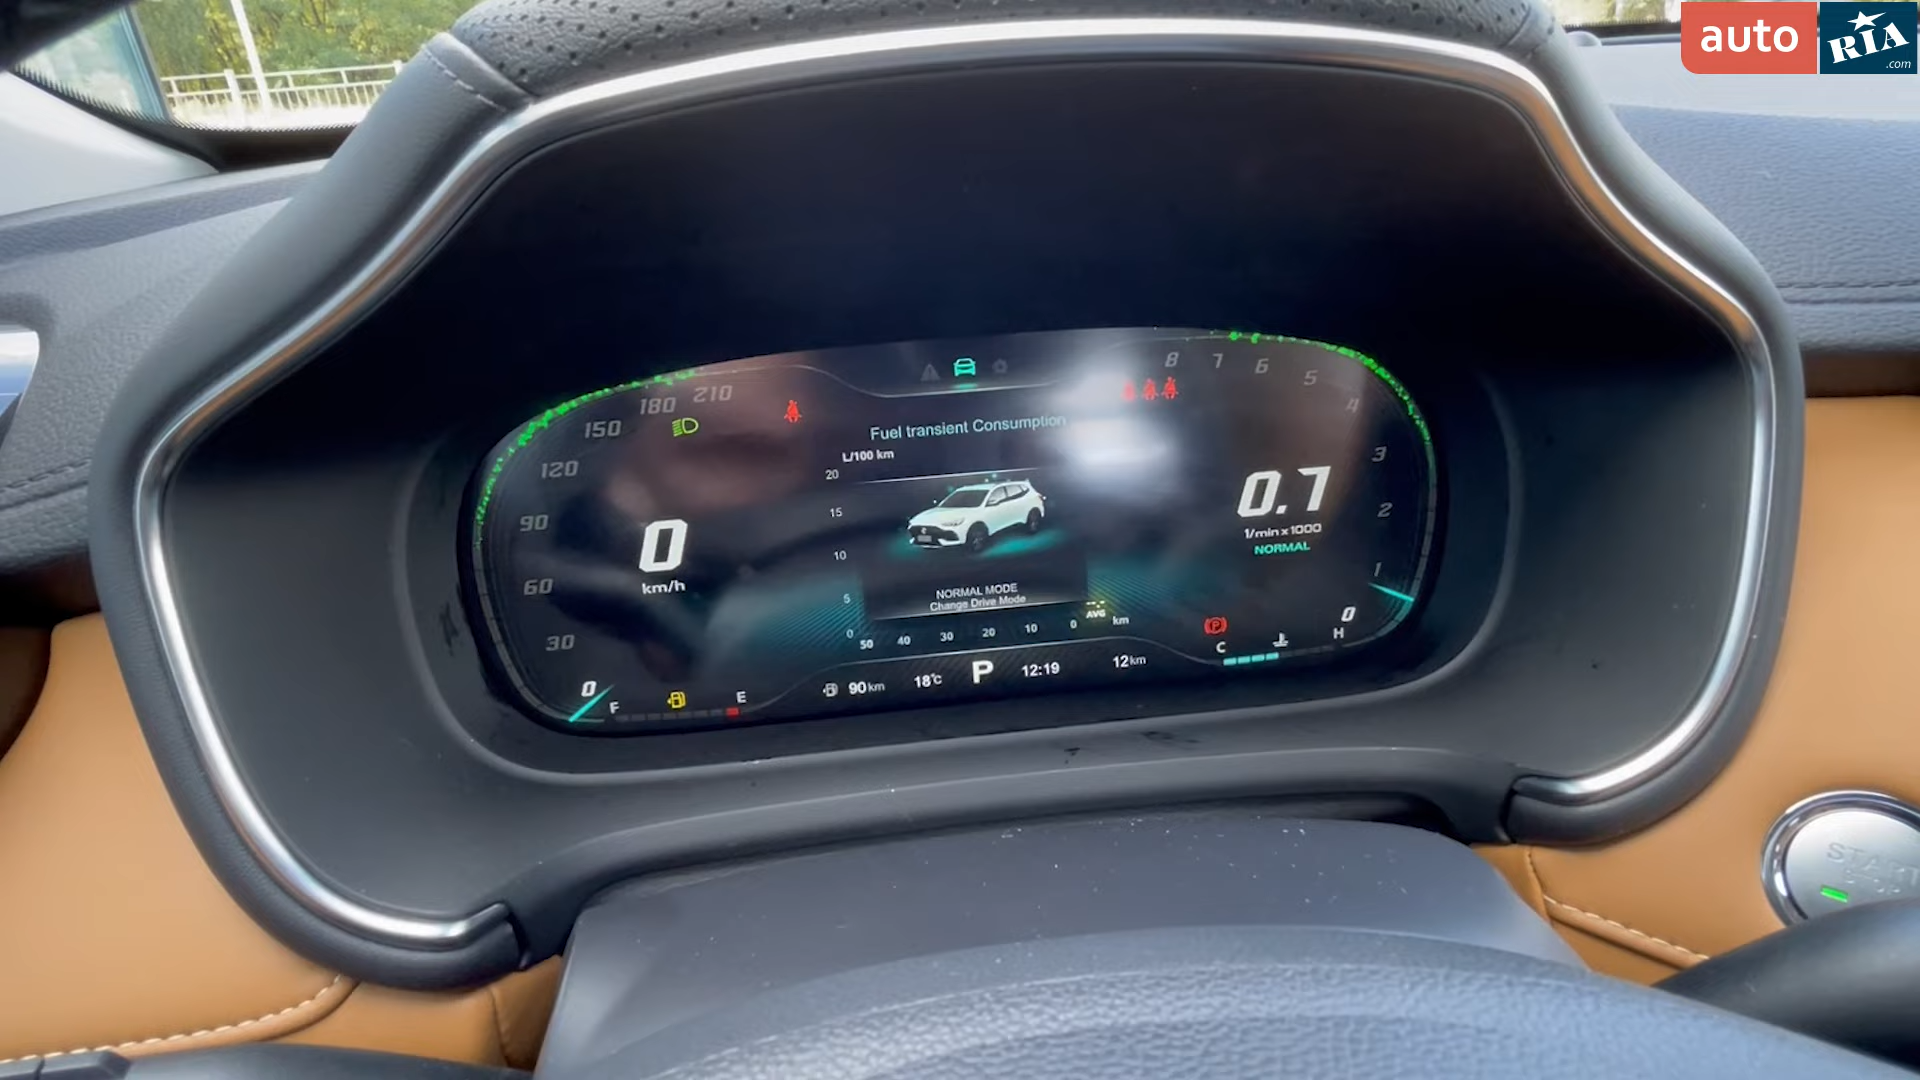 auto RIA.com
210
180
150
120
90
60
30
0
0
km/h
F E
Fuel transient Consumption
L/100 km
20
15
10
5
0
NORMAL MODE
Change Drive Mode
50 40 30 20 10 0 AVG km
90km 18°C P 12:19 12km
8 7 6 5 4 3 2 1 0
0.7
1/min x 1000
NORMAL
P
C H
START